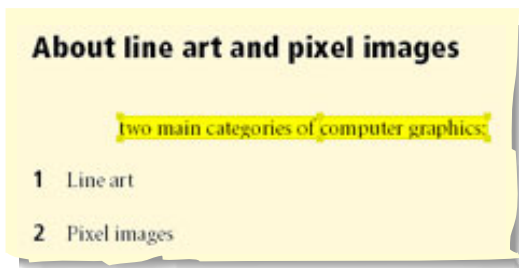 About line art and pixel images
two main categories of computer graphics:
1 Line art
2 Pixel images